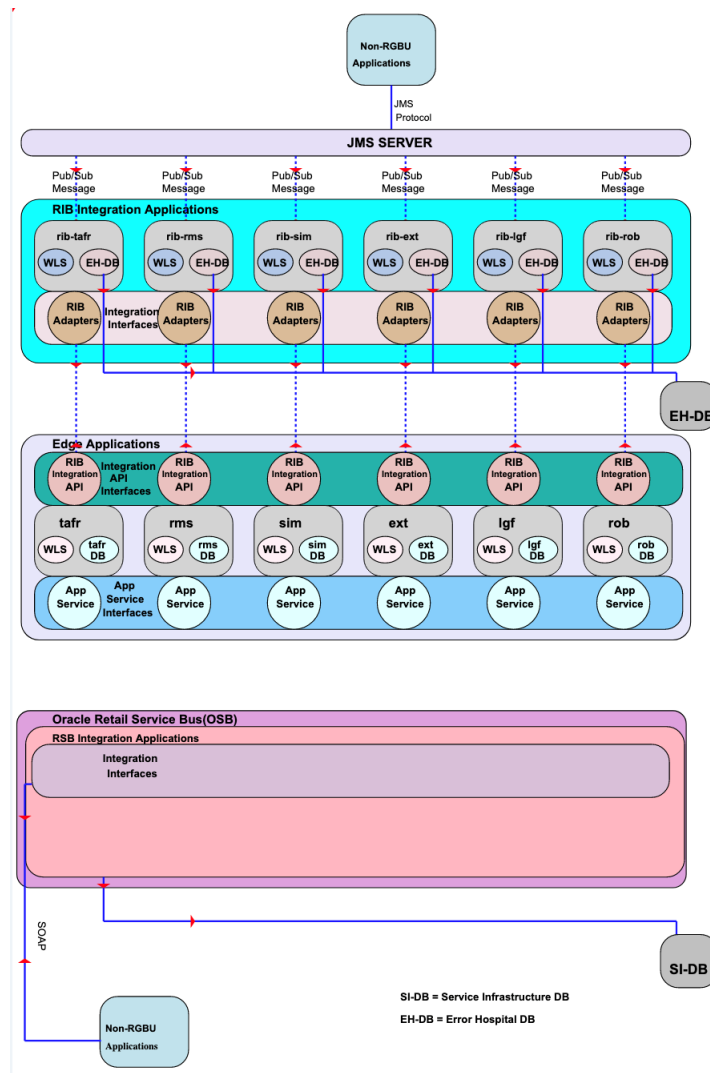 Non-RGBU
Applications
JMS
Protocol
JMS SERVER
Pub/Sub Pub/Sub Pub/Sub Pub/Sub Pub/Sub Pub/Sub
Message Message Message Message Message Message
RIB Integration Applications
rib-tafr rib-rms rib-sim rib-ext rib-lgf rib-rob
WLS EH-DB WLS EH-DB WLS EH-DB WLS EH-DB WLS EH-DB WLS EH-DB
RIB Integration RIB RIB RIB RIB RIB
Adapters Interfaces Adapters Adapters Adapters Adapters Adapters
EH-DB
Edge Applications
RIB Integration RIB RIB RIB RIB RIB
Integration API Integration Integration Integration Integration Integration
API Interfaces API API API API API
tafr rms sim ext lgf rob
WLS tafr WLS rms WLS sim WLS ext WLS lgf WLS rob
DB DB DB DB DB DB
App App App App App App App
Service Service Service Service Service Service Service
Interfaces
Oracle Retail Service Bus(OSB)
RSB Integration Applications
Integration
Interfaces
SOAP
SI-DB
SI-DB = Service Infrastructure DB
EH-DB = Error Hospital DB
Non-RGBU
Applications